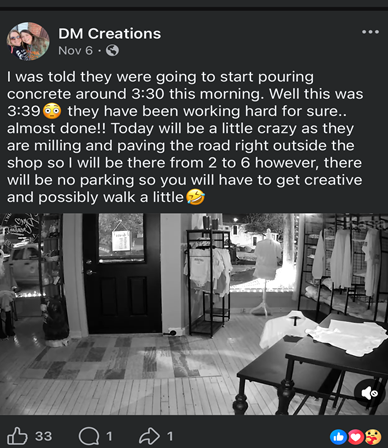 DM Creations
Nov 6 ·
I was told they were going to start pouring
concrete around 3:30 this morning. Well this was
3:39😳 they have been working hard for sure..
almost done!! Today will be a little crazy as they
are milling and paving the road right outside the
shop so I will be there from 2 to 6 however, there
will be no parking so you will have to get creative
and possibly walk a little🤣
33
1
1